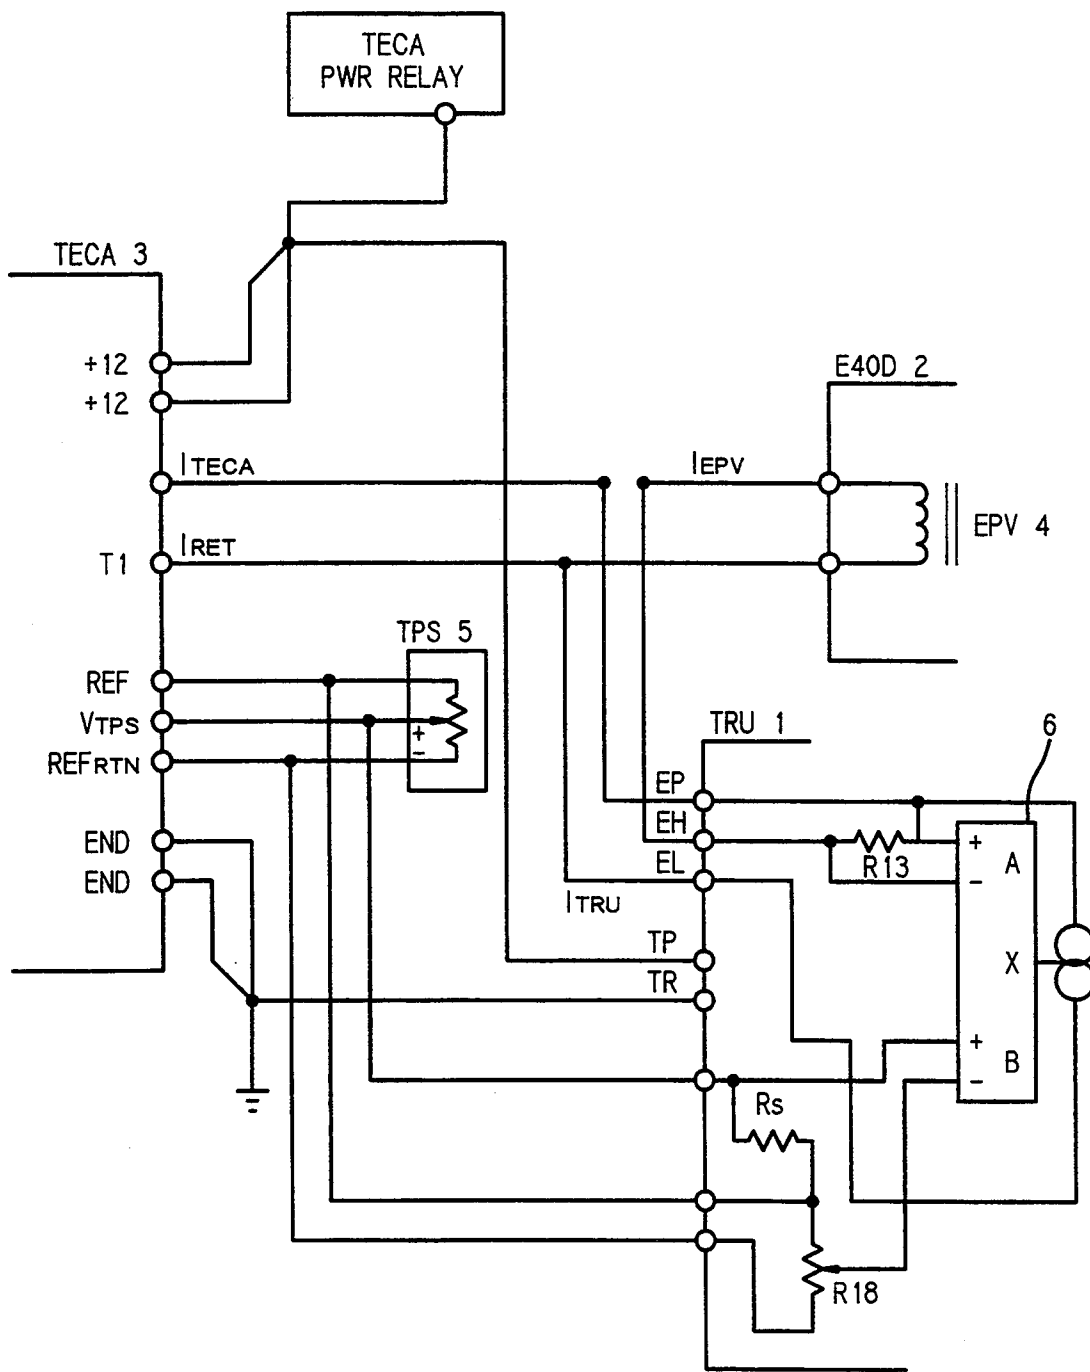 TECA
PWR RELAY
TECA 3
+12
+12
E40D 2
ITECA
IEPV
EPV 4
T1
IRET
TPS 5
REF
VTPS
+
-
REFRTN
TRU 1
6
EP
END
EH
R13
+
A
-
END
EL
ITRU
TP
X
TR
+
B
-
Rs
R18